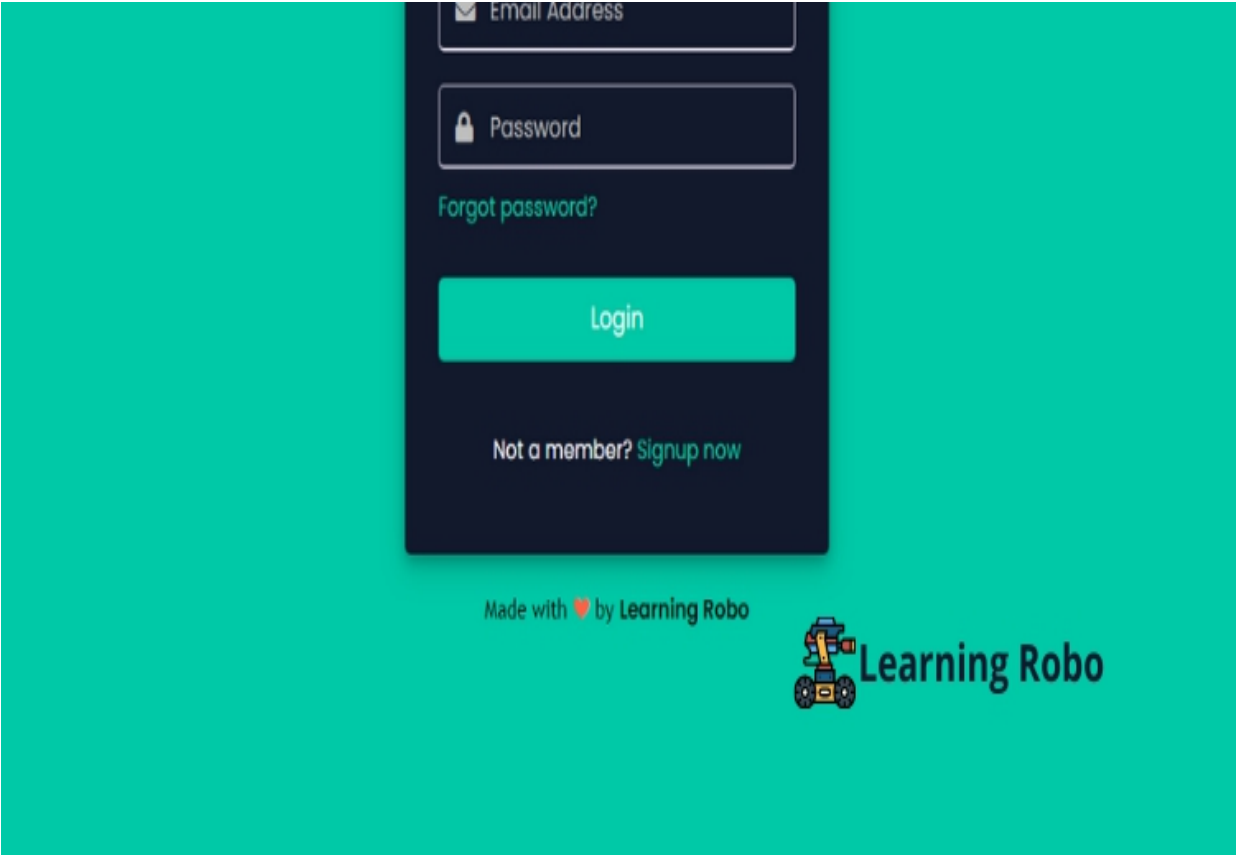 Email Address
Password
Forgot password?
Login
Not a member? Signup now
Made with ❤ by Learning Robo
Learning Robo